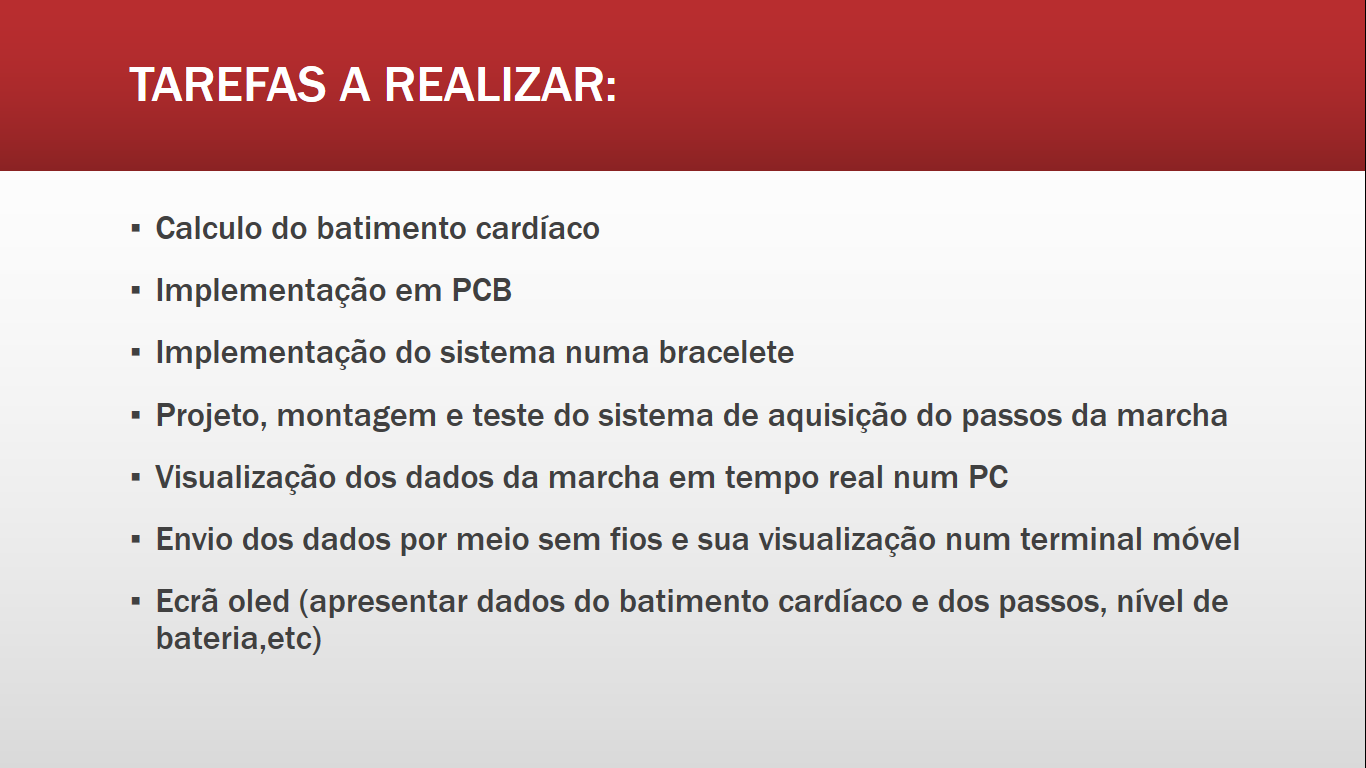 TAREFAS A REALIZAR:
▪ Calculo do batimento cardíaco
▪ Implementação em PCB
▪ Implementação do sistema numa bracelete
▪ Projeto, montagem e teste do sistema de aquisição do passos da marcha
▪ Visualização dos dados da marcha em tempo real num PC
▪ Envio dos dados por meio sem fios e sua visualização num terminal móvel
▪ Ecrã oled (apresentar dados do batimento cardíaco e dos passos, nível de
bateria,etc)